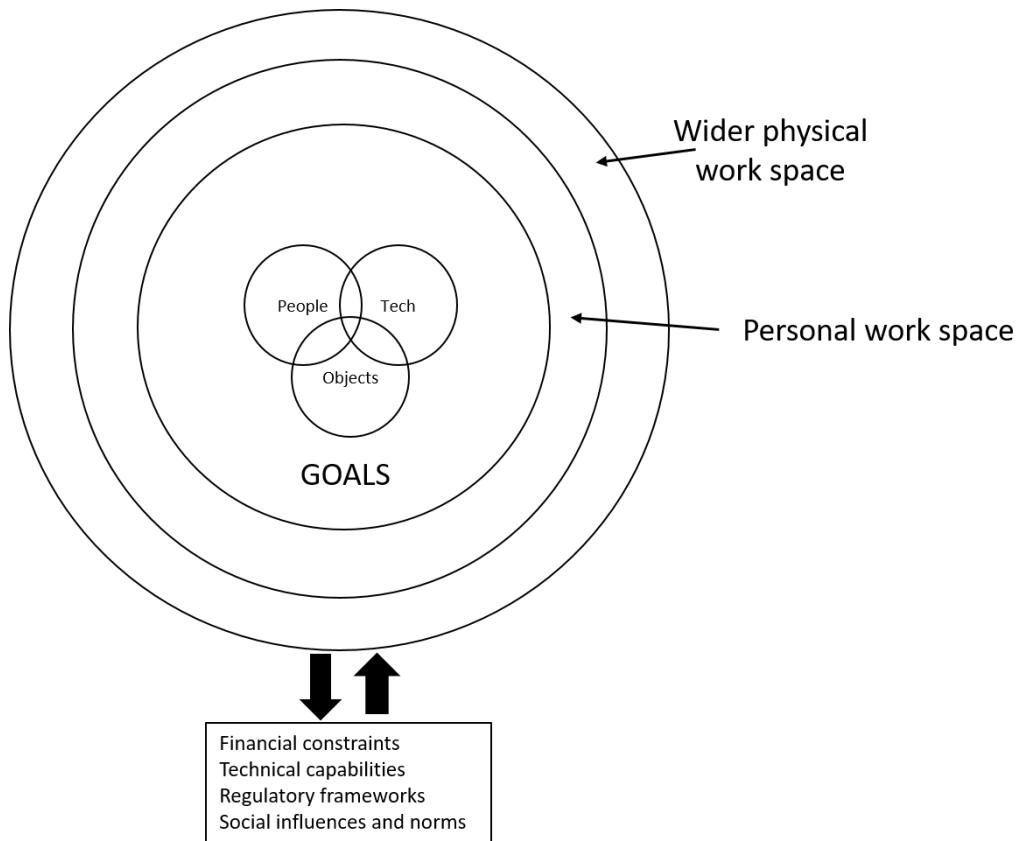 Wider physical
work space
People
Tech
Personal work space
Objects
GOALS
Financial constraints
Technical capabilities
Regulatory frameworks
Social influences and norms